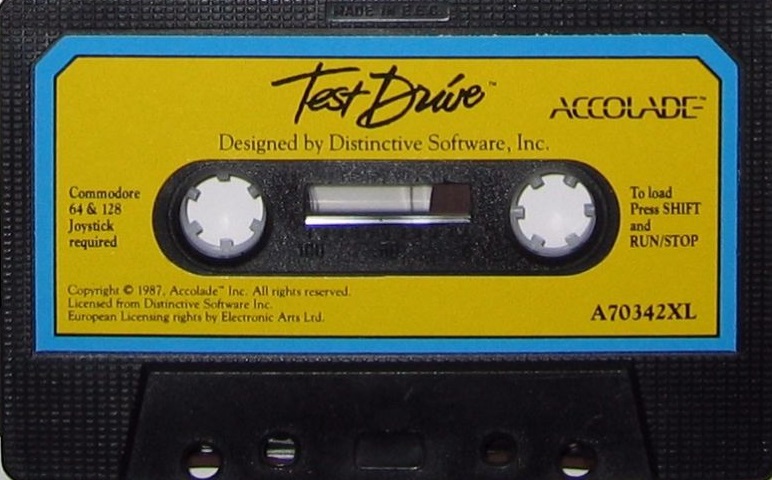 MADE IN E.E.C.
Test Drive™
ACCOLADE™
Designed by Distinctive Software, Inc.
Commodore
64 & 128
Joystick
required
To load
Press SHIFT
and
RUN/STOP
100 50
Copyright © 1987, Accolade™ Inc. All rights reserved.
Licensed from Distinctive Software Inc.
European Licensing rights by Electronic Arts Ltd.
A70342XL